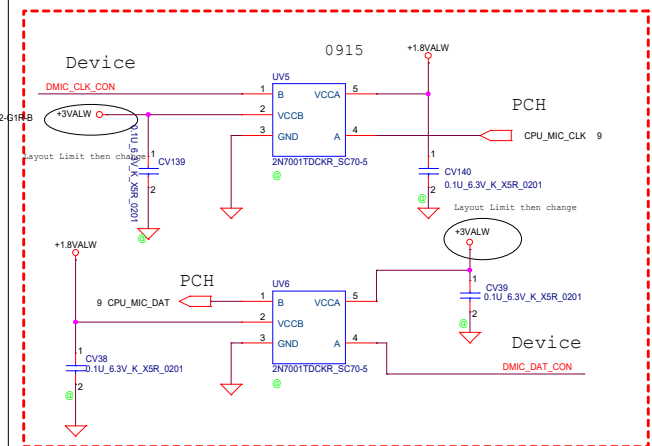 0915
+1.8VALW
Device
DMIC_CLK_CON
UV5
1 B VCCA 5
PCH
2-G1R-B
+3VALW
2 VCCB
3 GND A 4
CPU_MIC_CLK 9
2N7001TDCKR_SC70-5
@
Layout Limit then change
0.1U_6.3V_K_X5R_0201
1
CV139
2
@
1
CV140
0.1U_6.3V_K_X5R_0201
2
@
Layout Limit then change
+3VALW
+1.8VALW
PCH
UV6
9 CPU_MIC_DAT
1 B VCCA 5
2 VCCB
3 GND A 4
2N7001TDCKR_SC70-5
@
1
CV39
0.1U_6.3V_K_X5R_0201
2
@
Device
DMIC_DAT_CON
1
CV38
0.1U_6.3V_K_X5R_0201
2
@